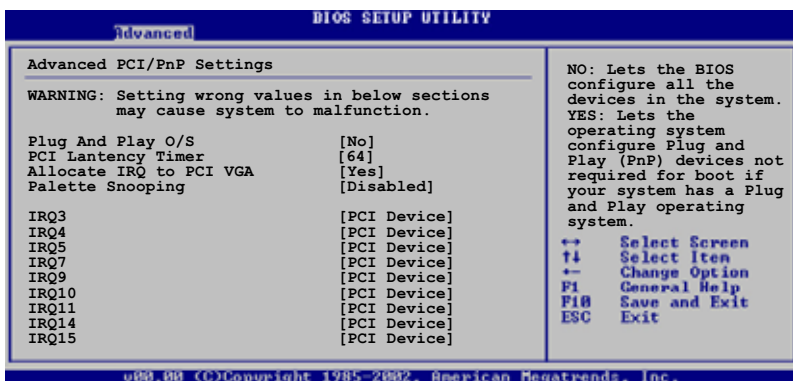 BIOS SETUP UTILITY
Advanced
Advanced PCI/PnP Settings
WARNING: Setting wrong values in below sections
may cause system to malfunction.
Plug And Play O/S [No]
PCI Lantency Timer [64]
Allocate IRQ to PCI VGA [Yes]
Palette Snooping [Disabled]
IRQ3 [PCI Device]
IRQ4 [PCI Device]
IRQ5 [PCI Device]
IRQ7 [PCI Device]
IRQ9 [PCI Device]
IRQ10 [PCI Device]
IRQ11 [PCI Device]
IRQ14 [PCI Device]
IRQ15 [PCI Device]
NO: Lets the BIOS
configure all the
devices in the system.
YES: Lets the
operating system
configure Plug and
Play (PnP) devices not
required for boot if
your system has a Plug
and Play operating
system.
↔ Select Screen
↑↓ Select Item
+- Change Option
F1 General Help
F10 Save and Exit
ESC Exit
v00.00 (C)Copyright 1985-2002, American Megatrends, Inc.